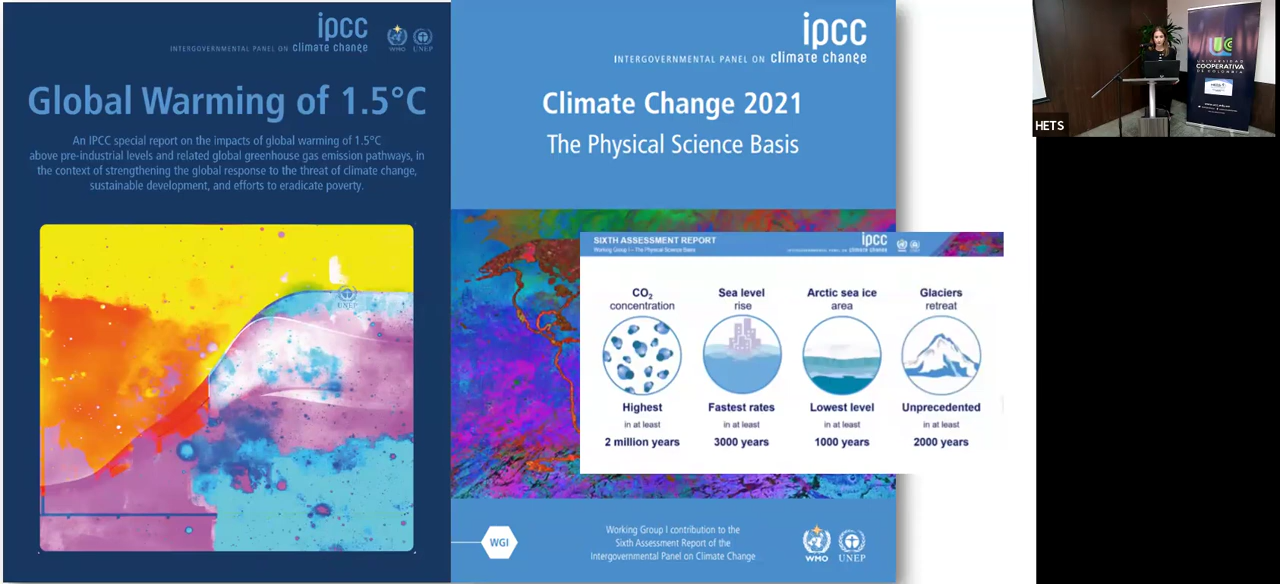 ipcc
INTERGOVERNMENTAL PANEL ON climate change
WMO UNEP
Global Warming of 1.5°C
An IPCC special report on the impacts of global warming of 1.5°C
above pre-industrial levels and related global greenhouse gas emission pathways, in
the context of strengthening the global response to the threat of climate change,
sustainable development, and efforts to eradicate poverty.
UNEP
ipcc
INTERGOVERNMENTAL PANEL ON climate change
Climate Change 2021
The Physical Science Basis
SIXTH ASSESSMENT REPORT
Working Group I – The Physical Science Basis
ipcc
INTERGOVERNMENTAL PANEL ON climate change
CO₂
concentration
Highest
in at least
2 million years
Sea level
rise
Fastest rates
in at least
3000 years
Arctic sea ice
area
Lowest level
in at least
1000 years
Glaciers
retreat
Unprecedented
in at least
2000 years
WGI
Working Group I contribution to the
Sixth Assessment Report of the
Intergovernmental Panel on Climate Change
WMO UNEP
UNIVERSIDAD
COOPERATIVA
DE COLOMBIA
HETS